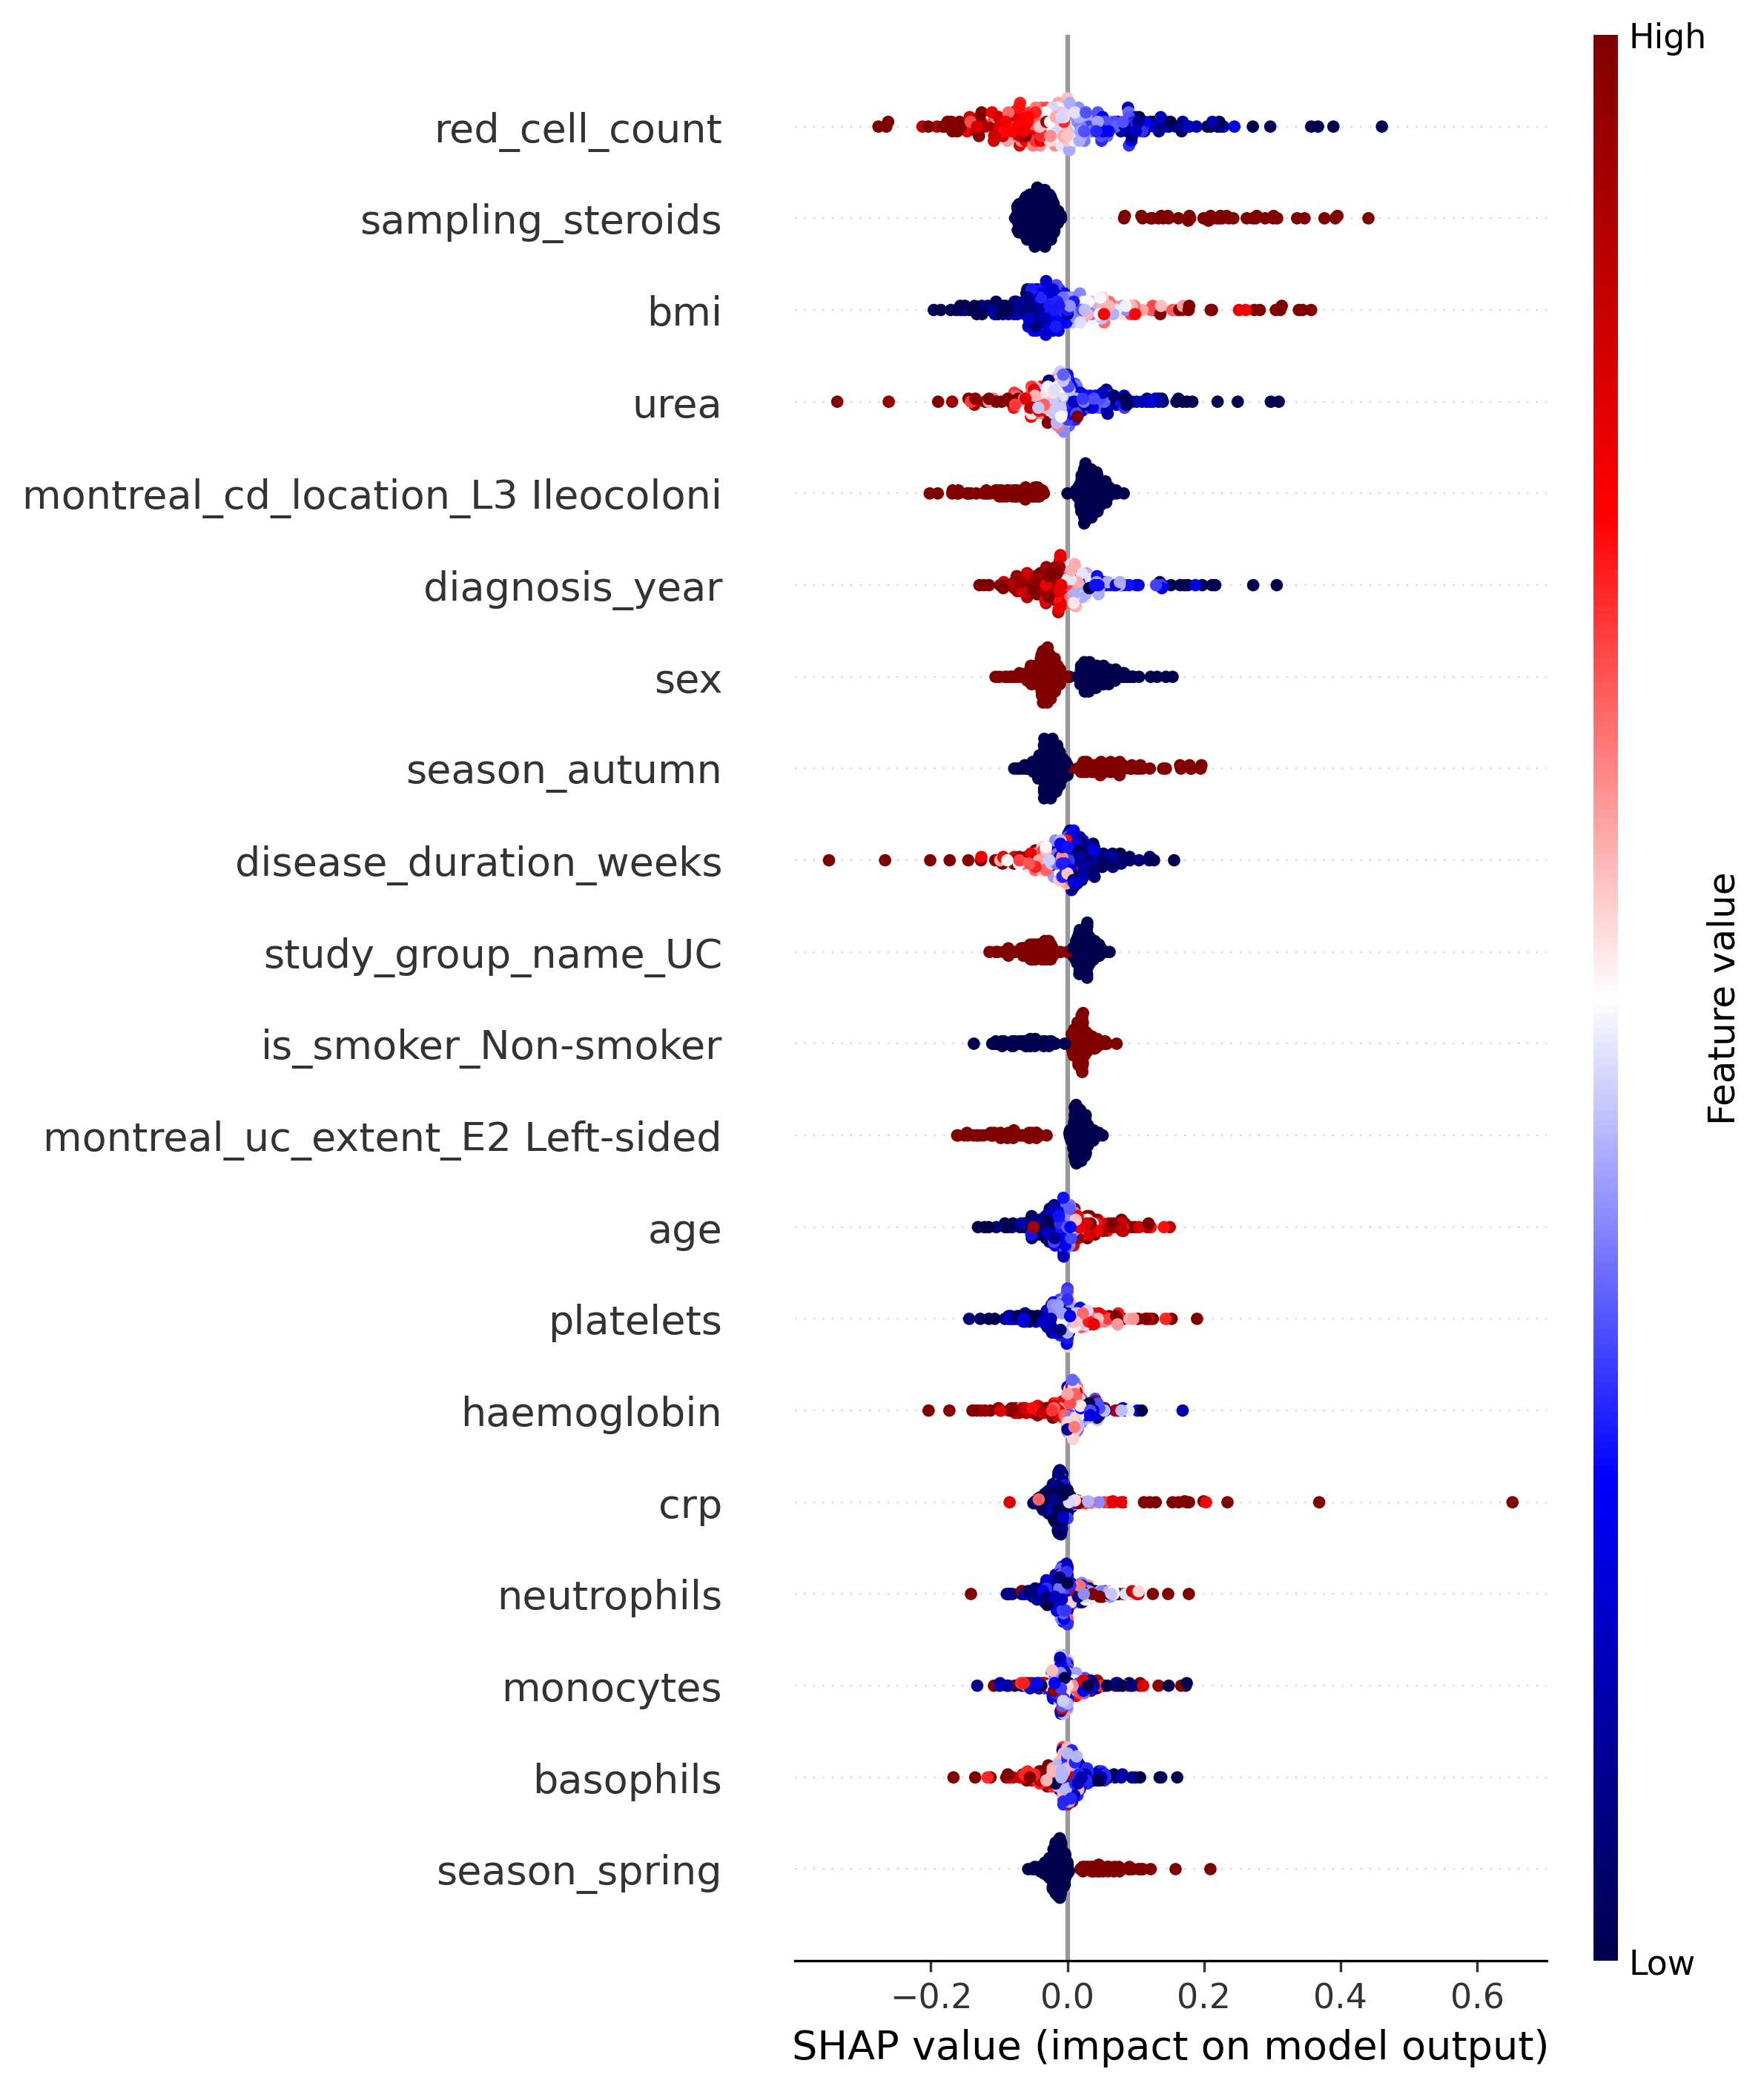 High
red_cell_count
sampling_steroids
bmi
urea
montreal_cd_location_L3 Ileocoloni
diagnosis_year
sex
season_autumn
disease_duration_weeks
study_group_name_UC
is_smoker_Non-smoker
montreal_uc_extent_E2 Left-sided
age
platelets
haemoglobin
crp
neutrophils
monocytes
basophils
season_spring
Feature value
Low
−0.2 0.0 0.2 0.4 0.6
SHAP value (impact on model output)